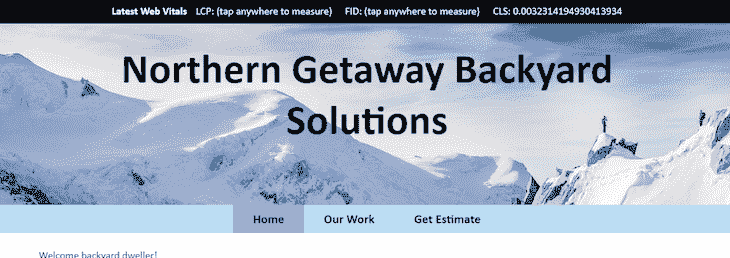 Latest Web Vitals LCP: (tap anywhere to measure) FID: (tap anywhere to measure) CLS: 0.0032314194930413934
Northern Getaway Backyard
Solutions
Home Our Work Get Estimate
Welcome backyard dweller!